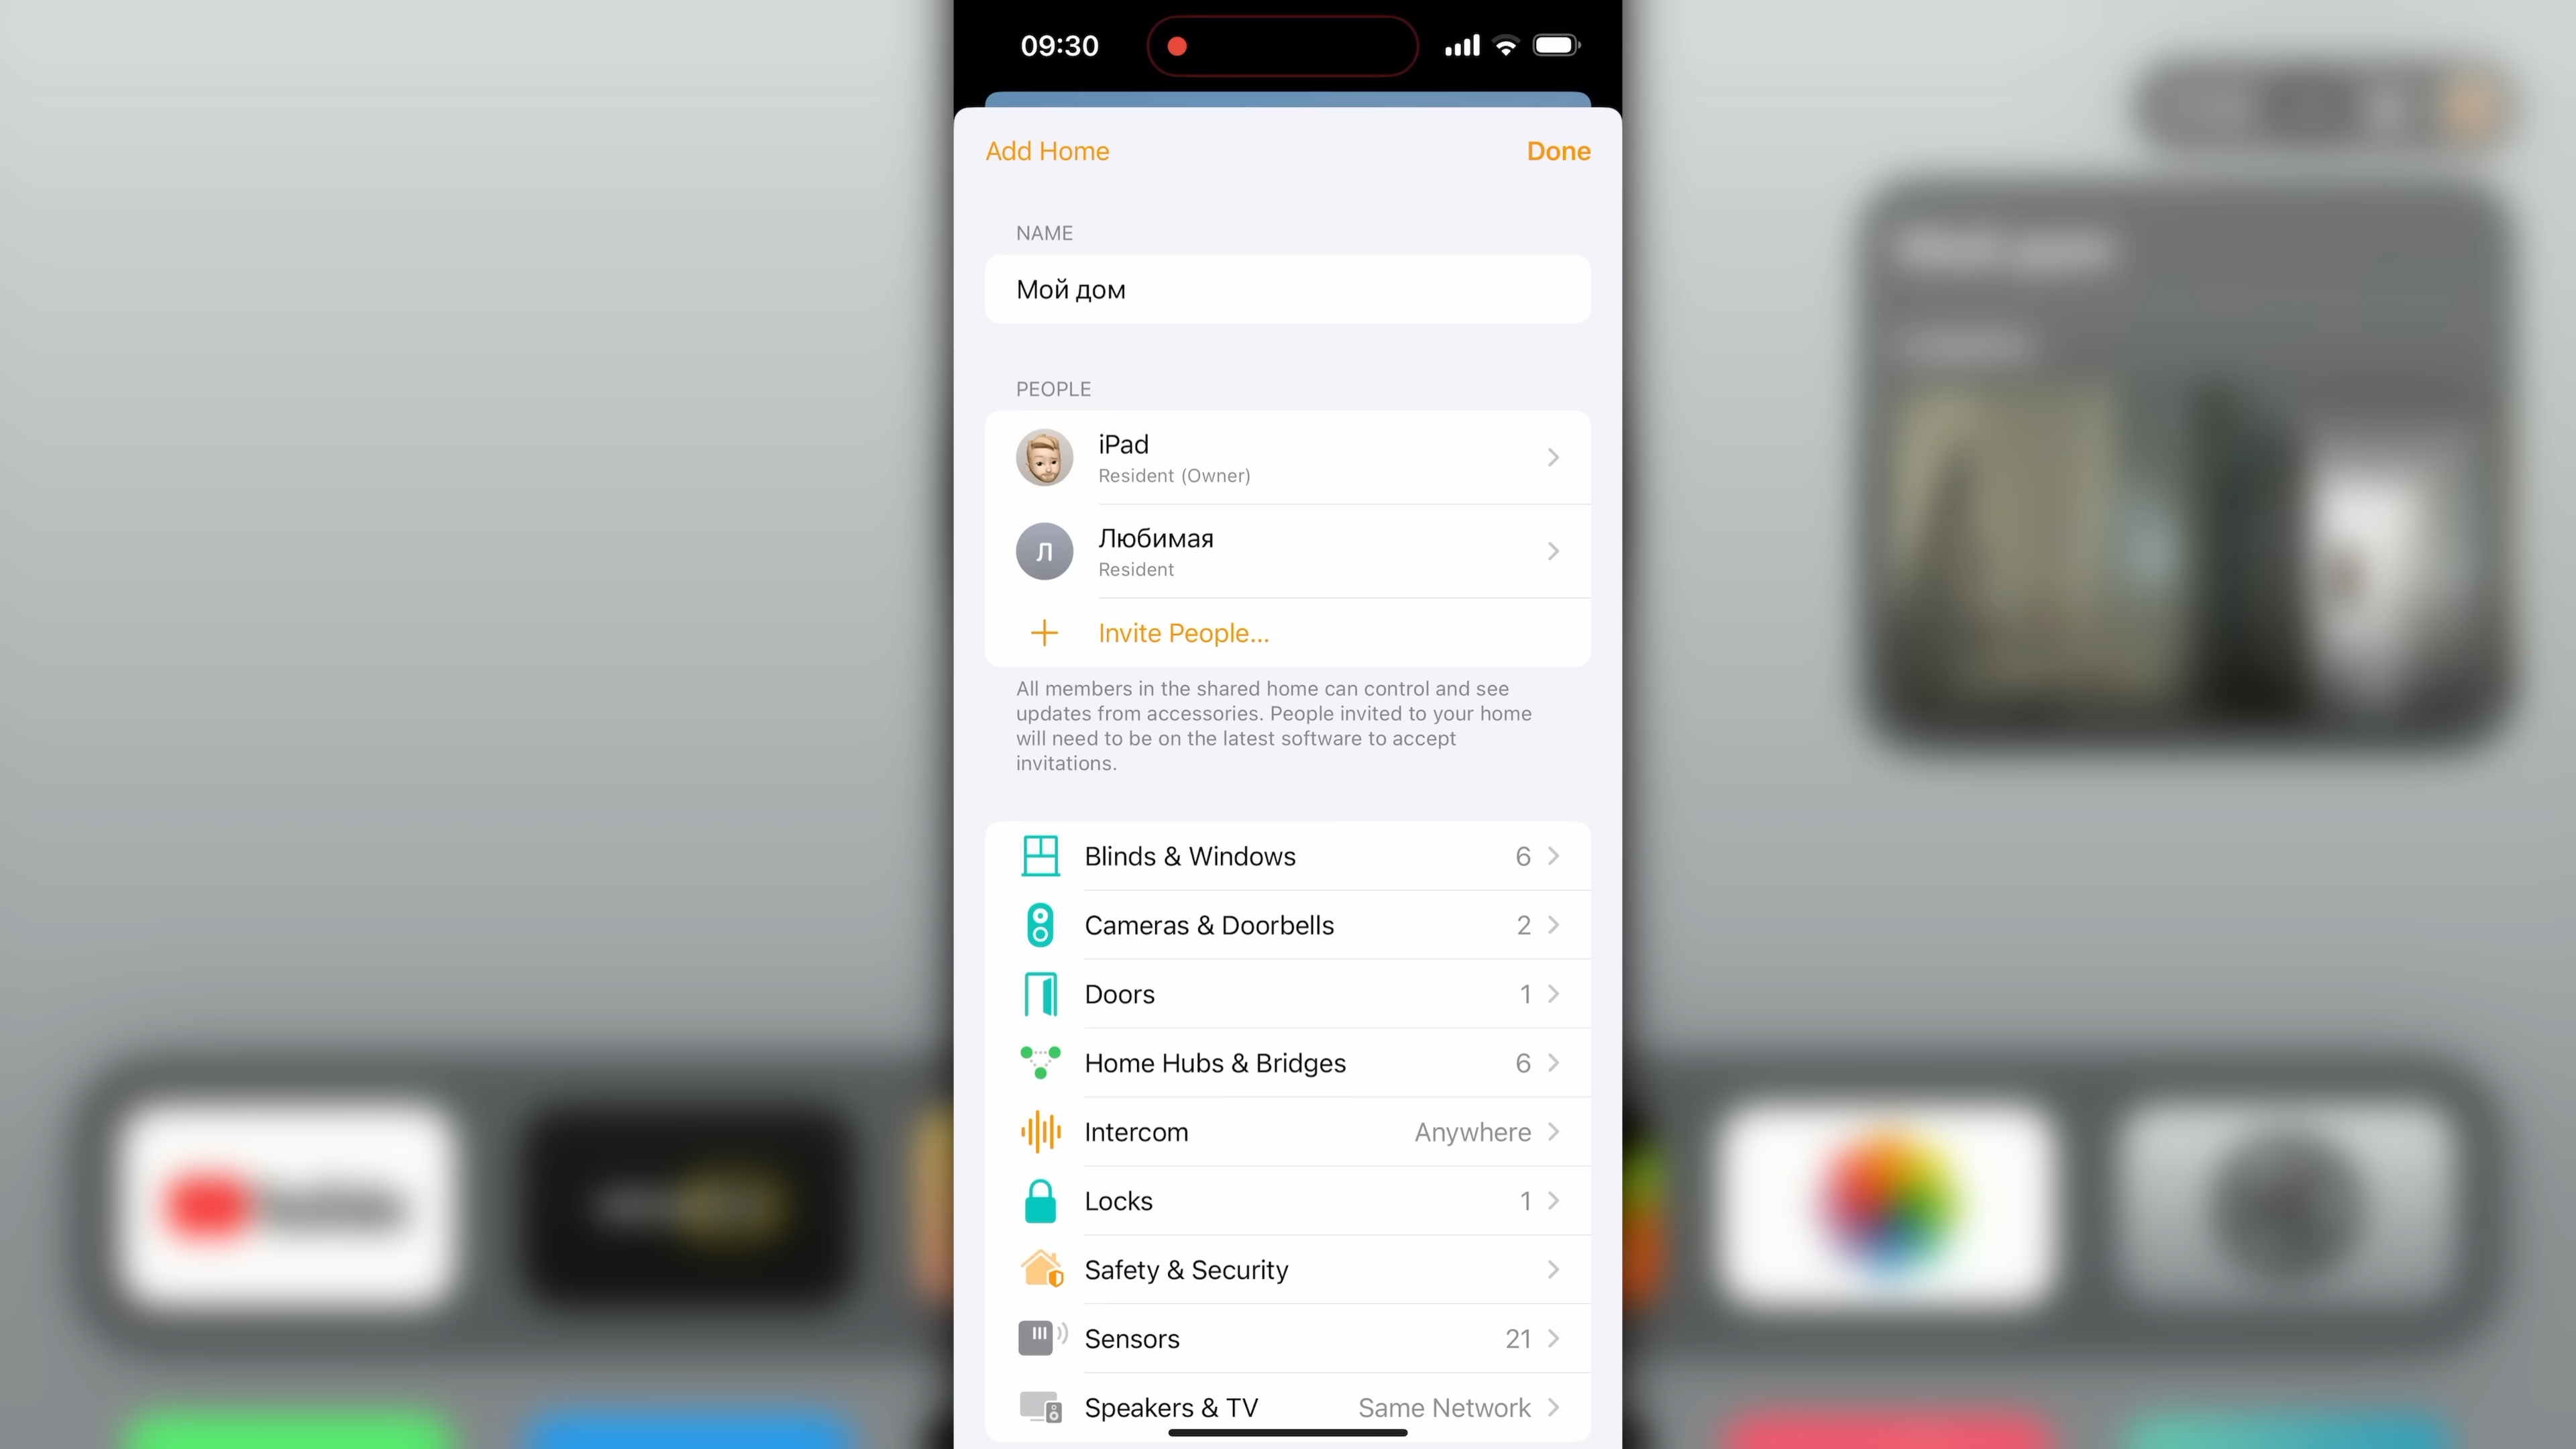 09:30
Add Home
Done
NAME
Мой дом
PEOPLE
iPad
Resident (Owner)
Л
Любимая
Resident
Invite People...
All members in the shared home can control and see
updates from accessories. People invited to your home
will need to be on the latest software to accept
invitations.
Blinds & Windows 6
Cameras & Doorbells 2
Doors 1
Home Hubs & Bridges 6
Intercom Anywhere
Locks 1
Safety & Security
Sensors 21
Speakers & TV Same Network